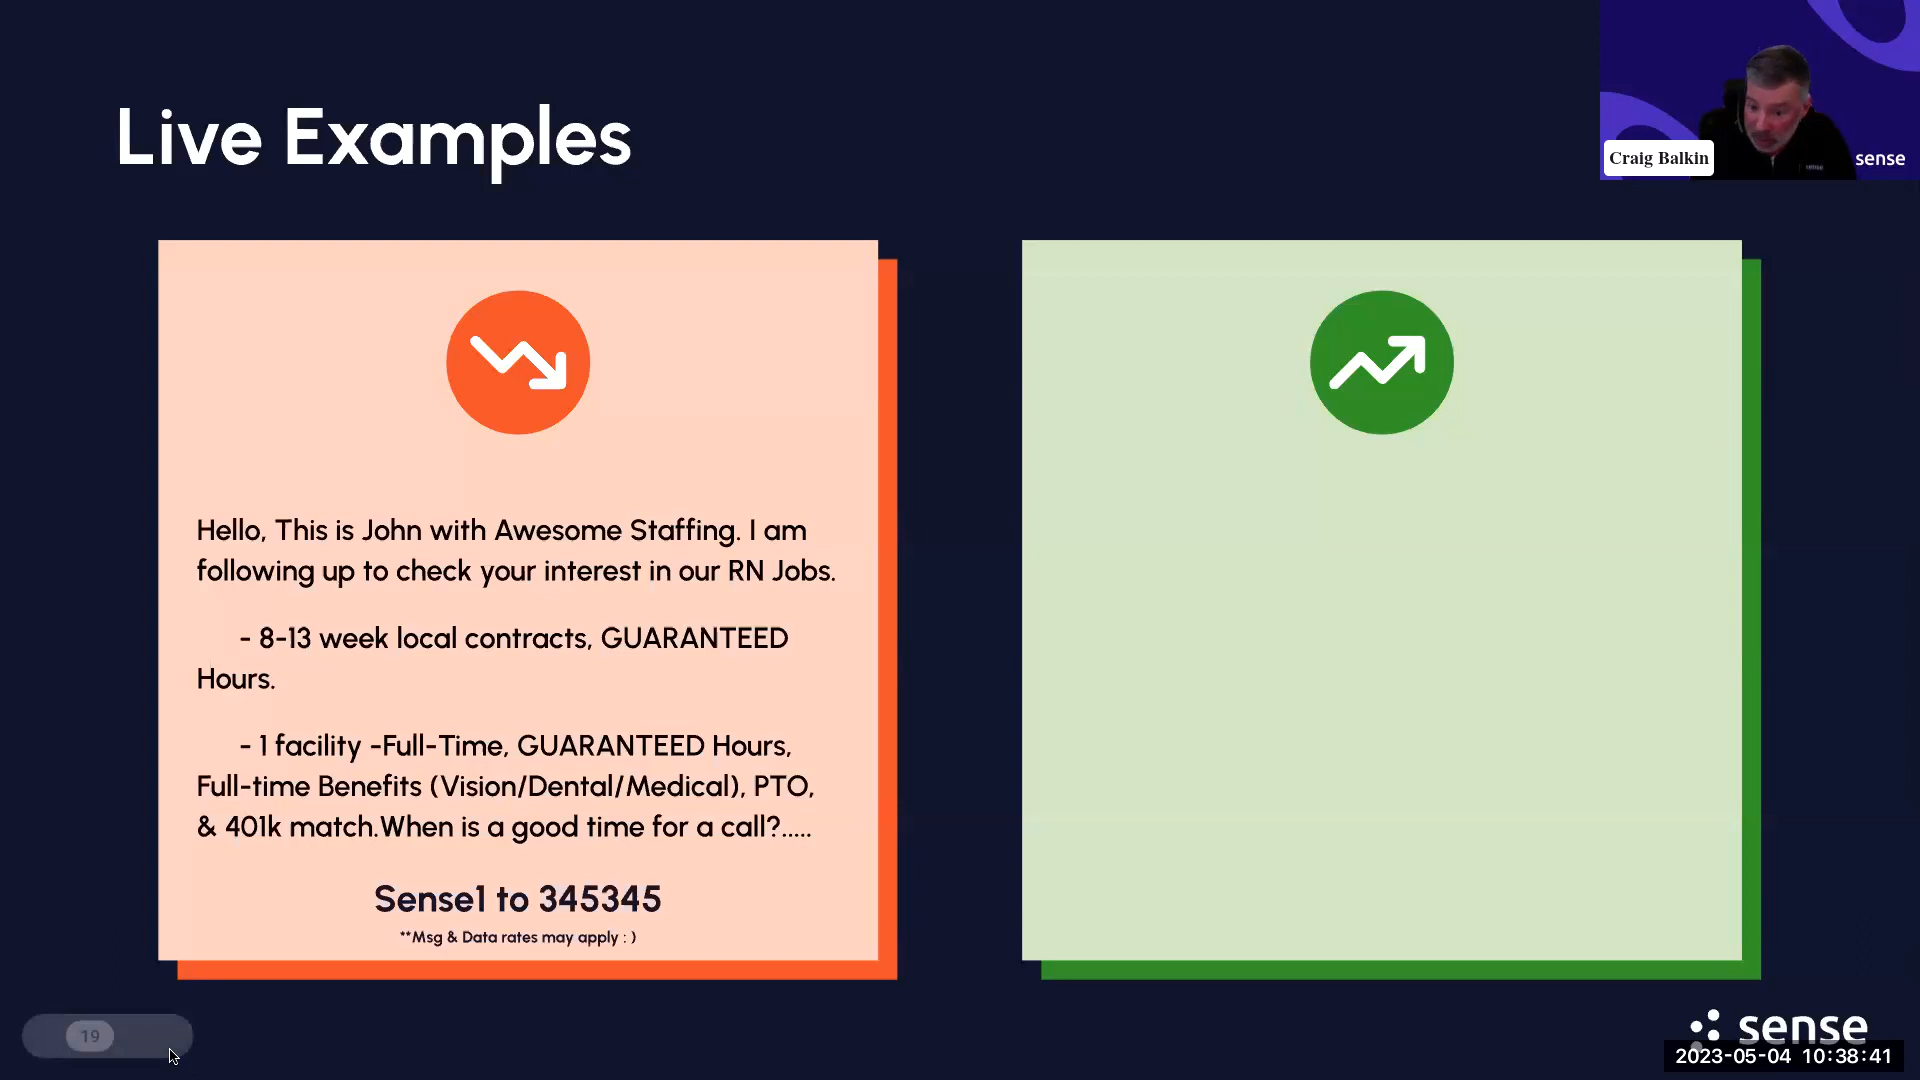 Live Examples
Craig Balkin
sense
Hello, This is John with Awesome Staffing. I am
following up to check your interest in our RN Jobs.
- 8-13 week local contracts, GUARANTEED
Hours.
- 1 facility -Full-Time, GUARANTEED Hours,
Full-time Benefits (Vision/Dental/Medical), PTO,
& 401k match.When is a good time for a call?.....
Sense1 to 345345
**Msg & Data rates may apply : )
19
sense
2023-05-04 10:38:41